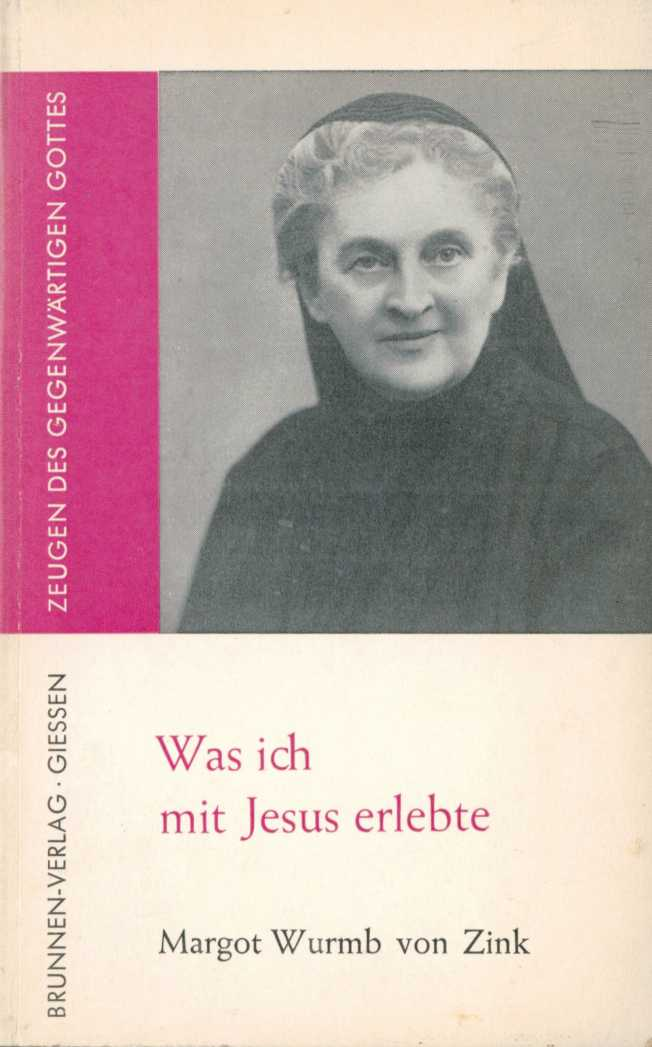 ZEUGEN DES GEGENWÄRTIGEN GOTTES
Was ich
mit Jesus erlebte
Margot Wurmb von Zink
BRUNNEN-VERLAG · GIESSEN